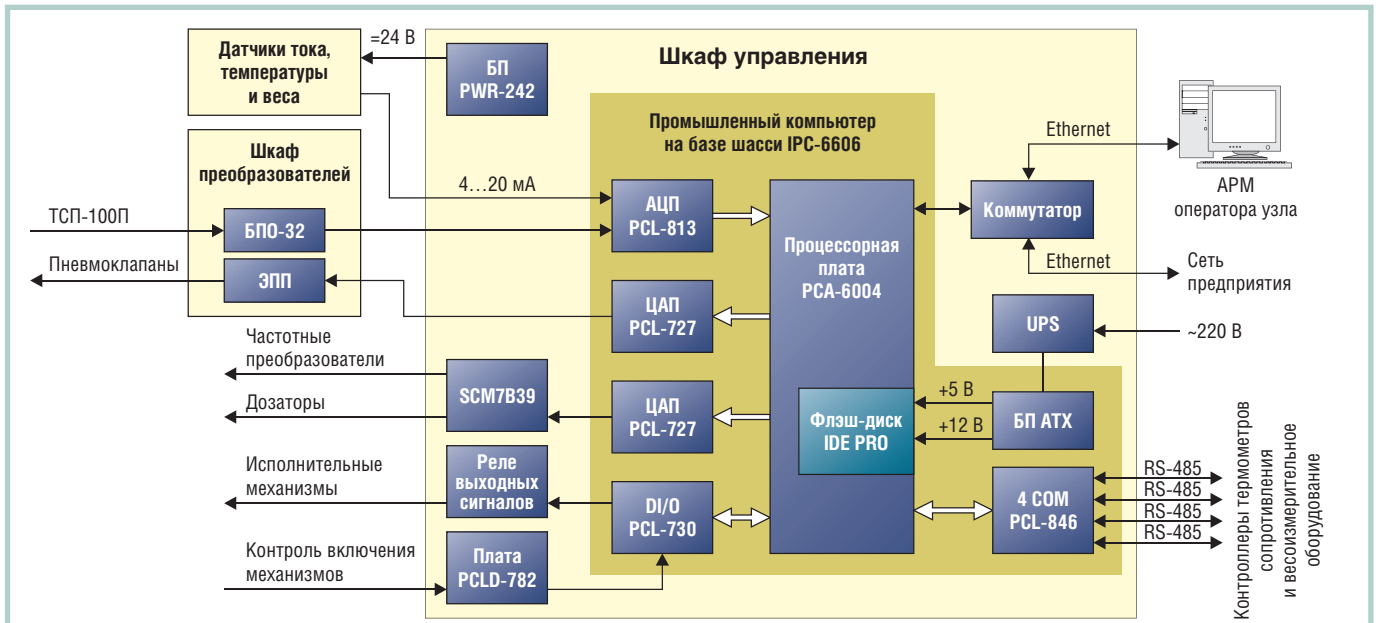 Датчики тока,
температуры
и веса
=24 В
БП
PWR-242
Шкаф управления
Промышленный компьютер
на базе шасси IPC-6606
Шкаф
преобразователей
ТСП-100П
БПО-32
Пневмоклапаны
ЭПП
4...20 мА
АЦП
PCL-813
ЦАП
PCL-727
Процессорная
плата
PCA-6004
Ethernet
Коммутатор
Ethernet
АРМ
оператора узла
Сеть
предприятия
UPS
~220 В
Частотные
преобразователи
Дозаторы
SCM7B39
ЦАП
PCL-727
Флэш-диск
IDE PRO
+5 В
+12 В
БП ATX
Исполнительные
механизмы
Реле
выходных
сигналов
DI/O
PCL-730
4 COM
PCL-846
RS-485
RS-485
RS-485
RS-485
Контроль включения
механизмов
Плата
PCLD-782
Контроллеры термометров
сопротивления
и весоизмерительное
оборудование